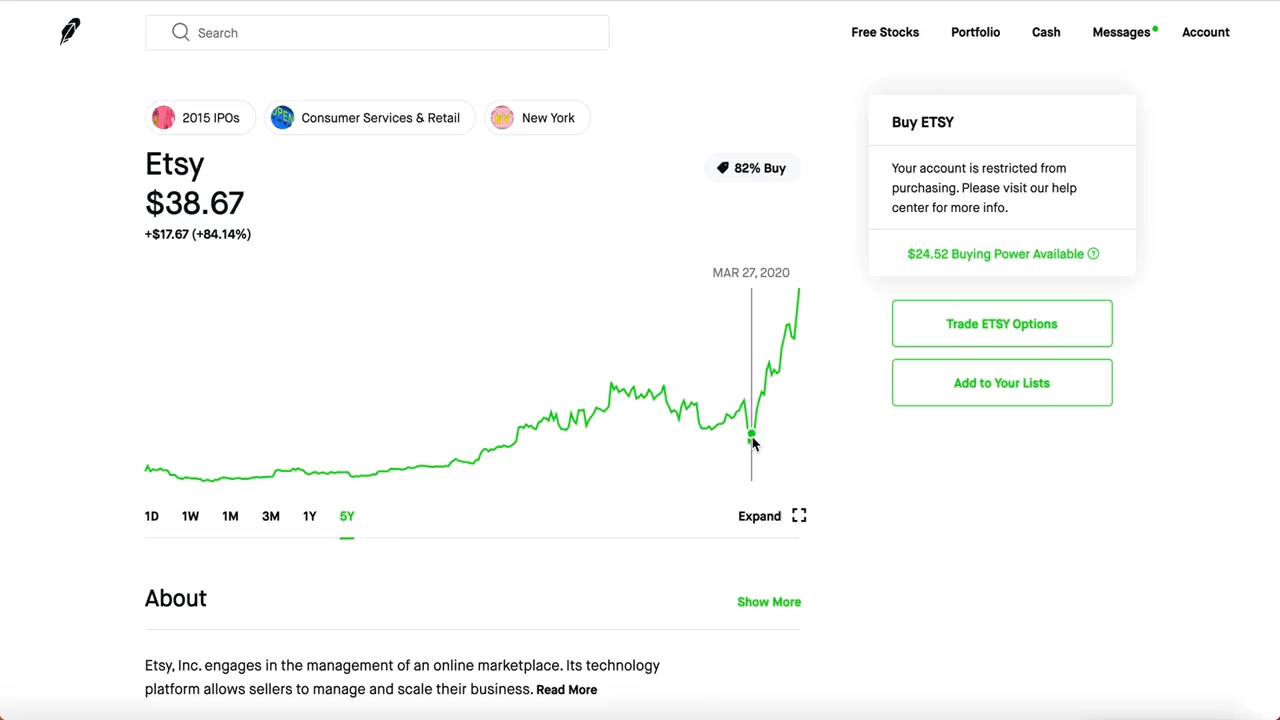 Search
Free Stocks
Portfolio
Cash
Messages
Account
2015 IPOs
Consumer Services & Retail
New York
Etsy
$38.67
+$17.67 (+84.14%)
82% Buy
MAR 27, 2020
1D
1W
1M
3M
1Y
5Y
Expand
About
Show More
Etsy, Inc. engages in the management of an online marketplace. Its technology
platform allows sellers to manage and scale their business. Read More
Buy ETSY
Your account is restricted from
purchasing. Please visit our help
center for more info.
$24.52 Buying Power Available ?
Trade ETSY Options
Add to Your Lists